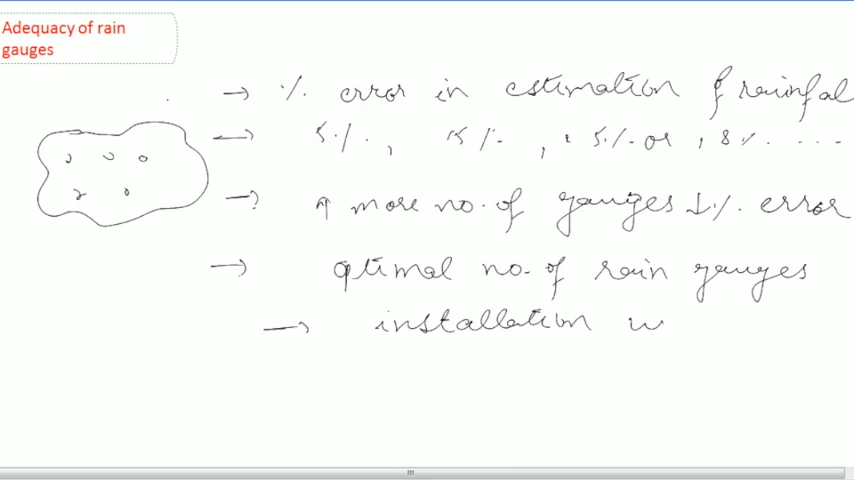 Adequacy of rain
gauges
→ % error in estimation of rainfal
→ 5%, 15%, 5% or , 8% ....
→ ↑ more no. of gauges ↓ % error
→ optimal no. of rain gauges
→ installation w